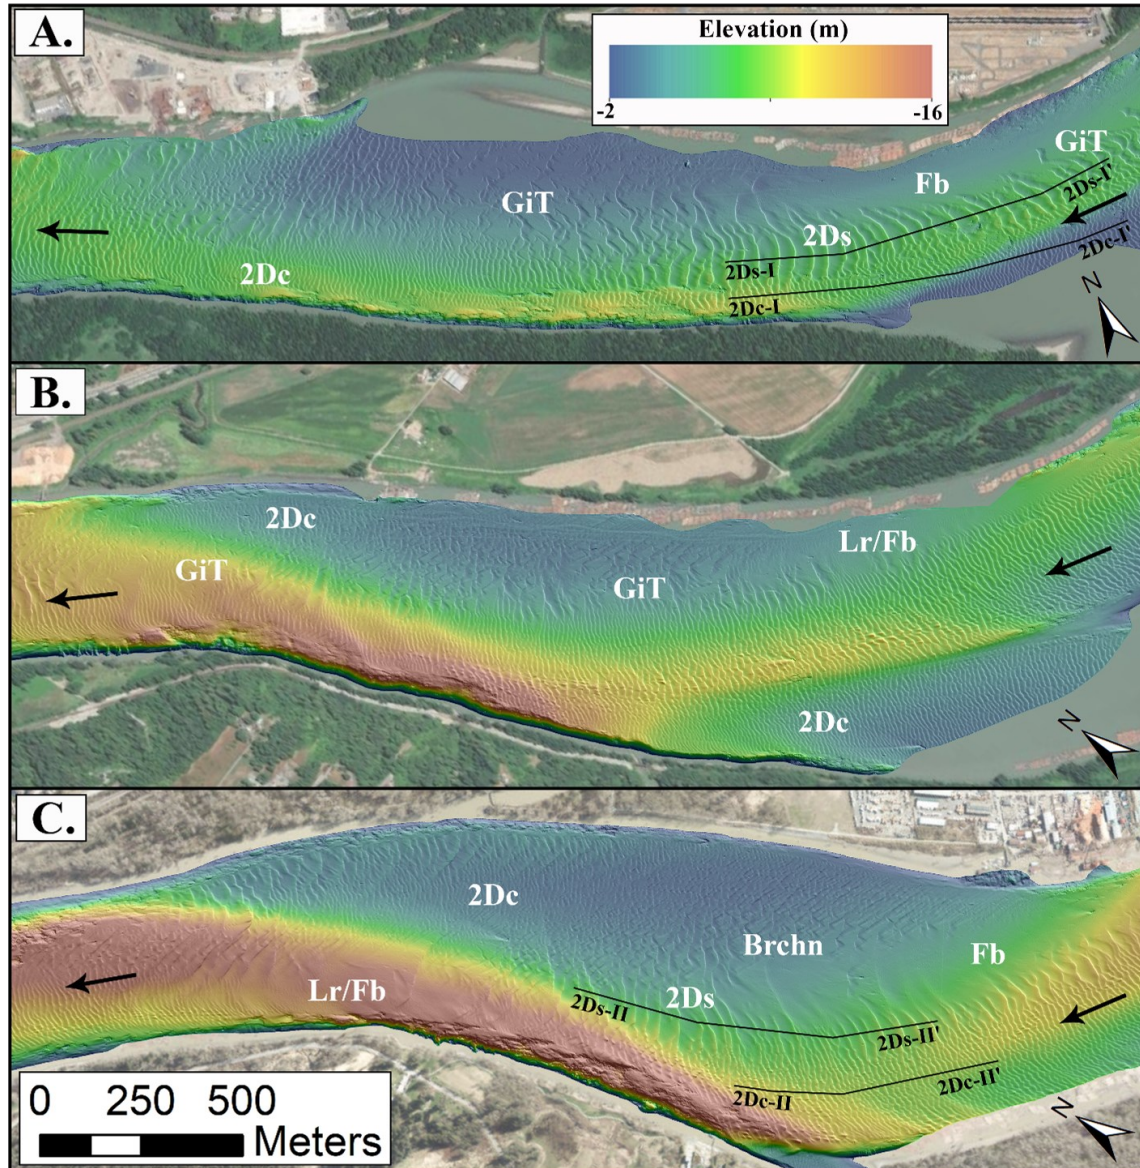 A.
Elevation (m)
-2
-16
GiT
Fb
GiT
2Ds-I'
2Ds
2Dc-I'
2Ds-I
2Dc
2Dc-I
N
B.
2Dc
Lr/Fb
GiT
GiT
2Dc
N
C.
2Dc
Brchn
Fb
Lr/Fb
2Ds-II
2Ds
2Ds-II'
2Dc-II
2Dc-II'
N
0 250 500
Meters